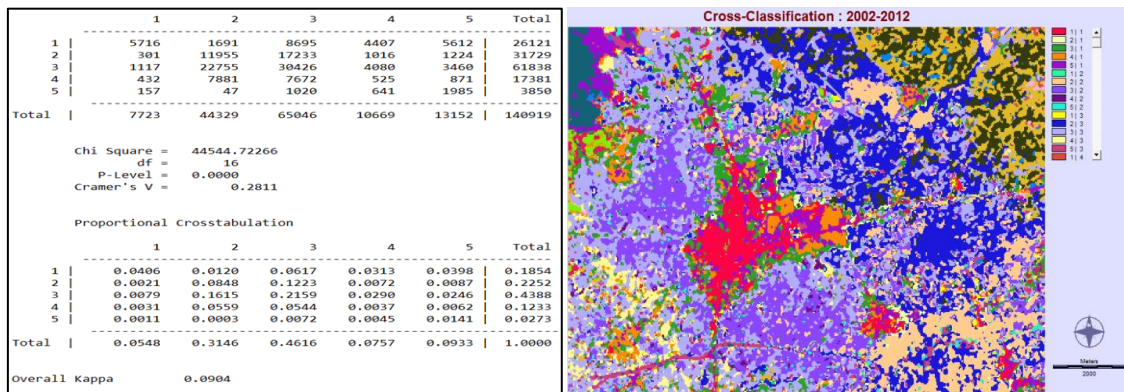 1 2 3 4 5 Total
1 | 5716 1691 8695 4407 5612 | 26121
2 | 301 11955 17233 1016 1224 | 31729
3 | 1117 22755 30426 4080 3460 | 61838
4 | 432 7881 7672 525 871 | 17381
5 | 157 47 1020 641 1985 | 3850
Total | 7723 44329 65046 10669 13152 | 140919
Chi Square = 44544.72266
df = 16
P-Level = 0.0000
Cramer's V = 0.2811
Proportional Crosstabulation
1 2 3 4 5 Total
1 | 0.0406 0.0120 0.0617 0.0313 0.0398 | 0.1854
2 | 0.0021 0.0848 0.1223 0.0072 0.0087 | 0.2252
3 | 0.0079 0.1615 0.2159 0.0290 0.0246 | 0.4388
4 | 0.0031 0.0559 0.0544 0.0037 0.0062 | 0.1233
5 | 0.0011 0.0003 0.0072 0.0045 0.0141 | 0.0273
Total | 0.0548 0.3146 0.4616 0.0757 0.0933 | 1.0000
Overall Kappa 0.0904
Cross-Classification : 2002-2012
1 | 1
2 | 1
3 | 1
4 | 1
5 | 1
1 | 2
2 | 2
3 | 2
4 | 2
5 | 2
1 | 3
2 | 3
3 | 3
4 | 3
5 | 3
1 | 4
Meters
2000